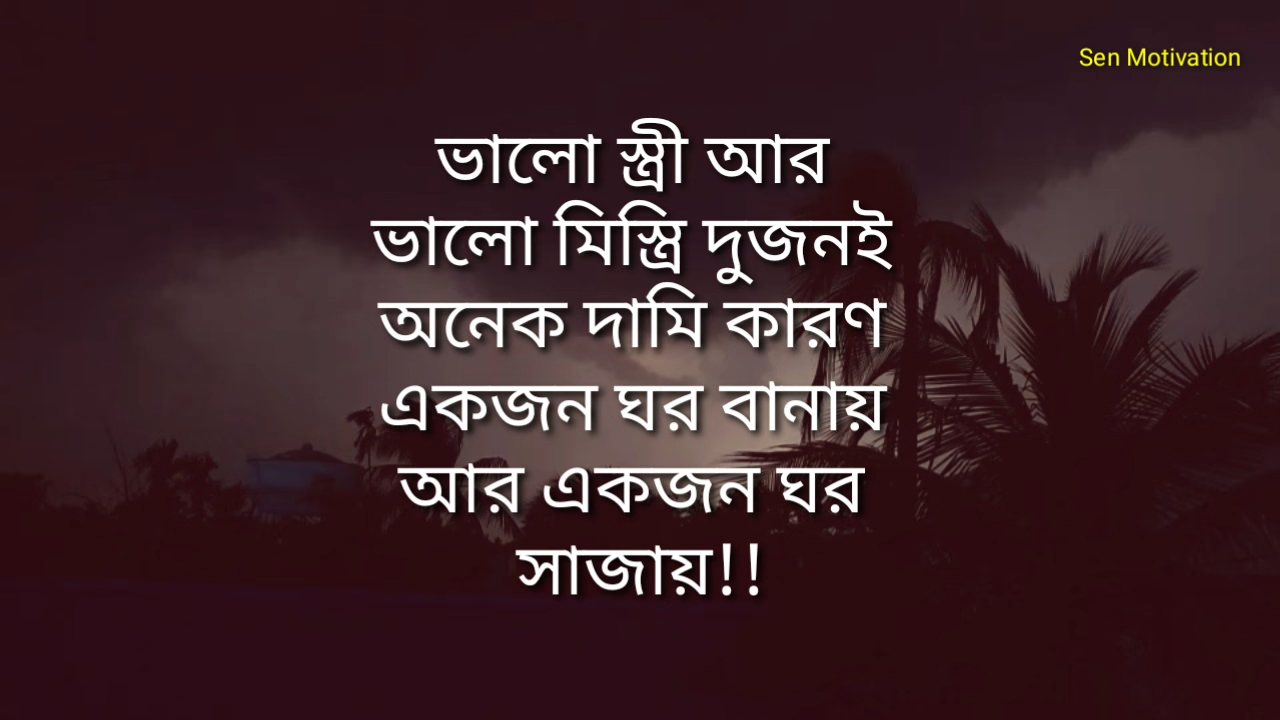 Sen Motivation
ভালো স্ত্রী আর
ভালো মিস্ত্রি দুজনই
অনেক দামি কারণ
একজন ঘর বানায়
আর একজন ঘর
সাজায়!!